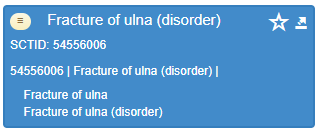 Fracture of ulna (disorder)
SCTID: 54556006
54556006 | Fracture of ulna (disorder) |
Fracture of ulna
Fracture of ulna (disorder)